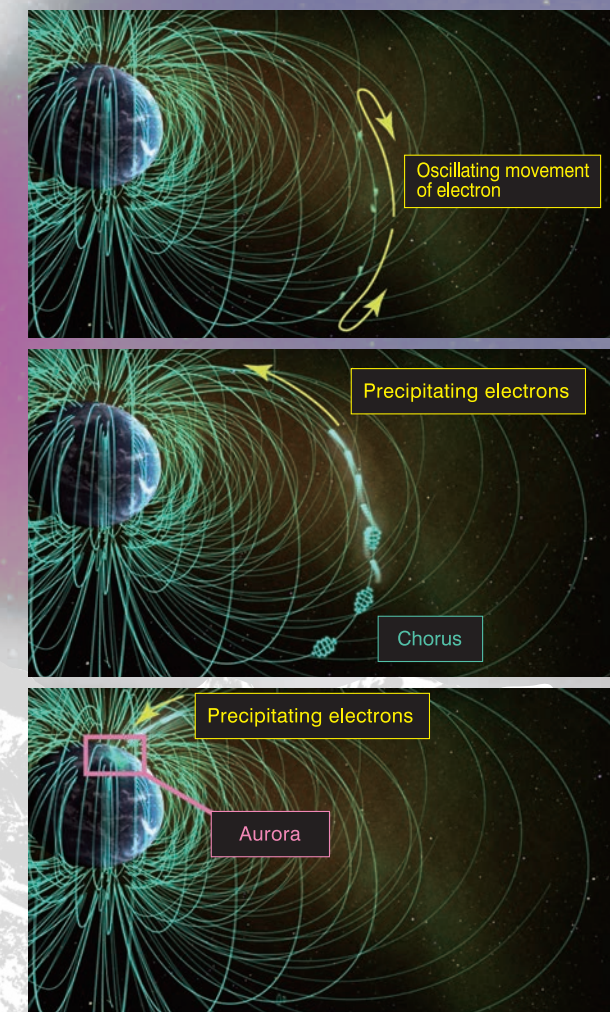 Oscillating movement
of electron
Precipitating electrons
Chorus
Precipitating electrons
Aurora